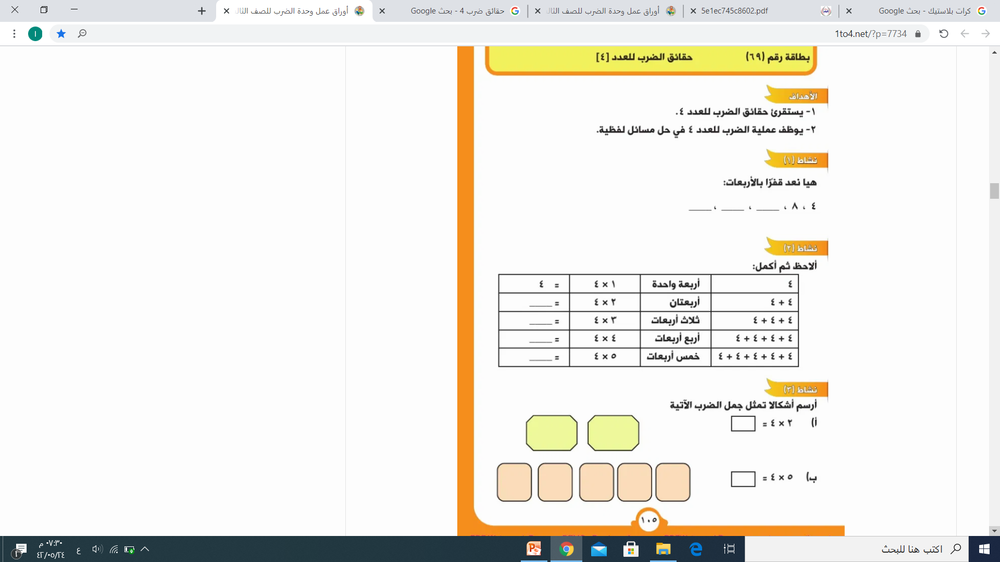 كرات بلاستيك - بحث Google
5e1ec745c8602.pdf
أوراق عمل وحدة الضرب للصف الثال
حقائق ضرب 4 - بحث Google
أوراق عمل وحدة الضرب للصف الثال
1to4.net/?p=7734
I
بطاقة رقم (٦٩) حقائق الضرب للعدد [٤]
الأهداف
١- يستقرئ حقائق الضرب للعدد ٤.
٢- يوظف عملية الضرب للعدد ٤ في حل مسائل لفظية.
نشاط (١)
هيا نعد قفزًا بالأربعات:
٤ ، ٨ ، ____ ، ____ ، ____
نشاط (٢)
ألاحظ ثم أكمل:
٤ أربعة واحدة ١ × ٤ = ٤
٤ + ٤ أربعتان ٢ × ٤ = ____
٤ + ٤ + ٤ ثلاث أربعات ٣ × ٤ = ____
٤ + ٤ + ٤ + ٤ أربع أربعات ٤ × ٤ = ____
٤ + ٤ + ٤ + ٤ + ٤ خمس أربعات ٥ × ٤ = ____
نشاط (٣)
أرسم أشكالا تمثل جمل الضرب الآتية
أ) ٢ × ٤ =
ب) ٥ × ٤ =
١٠٥
اكتب هنا للبحث
ع
٠٧:٣٠ م
٤٢/٠٥/٢٤
١